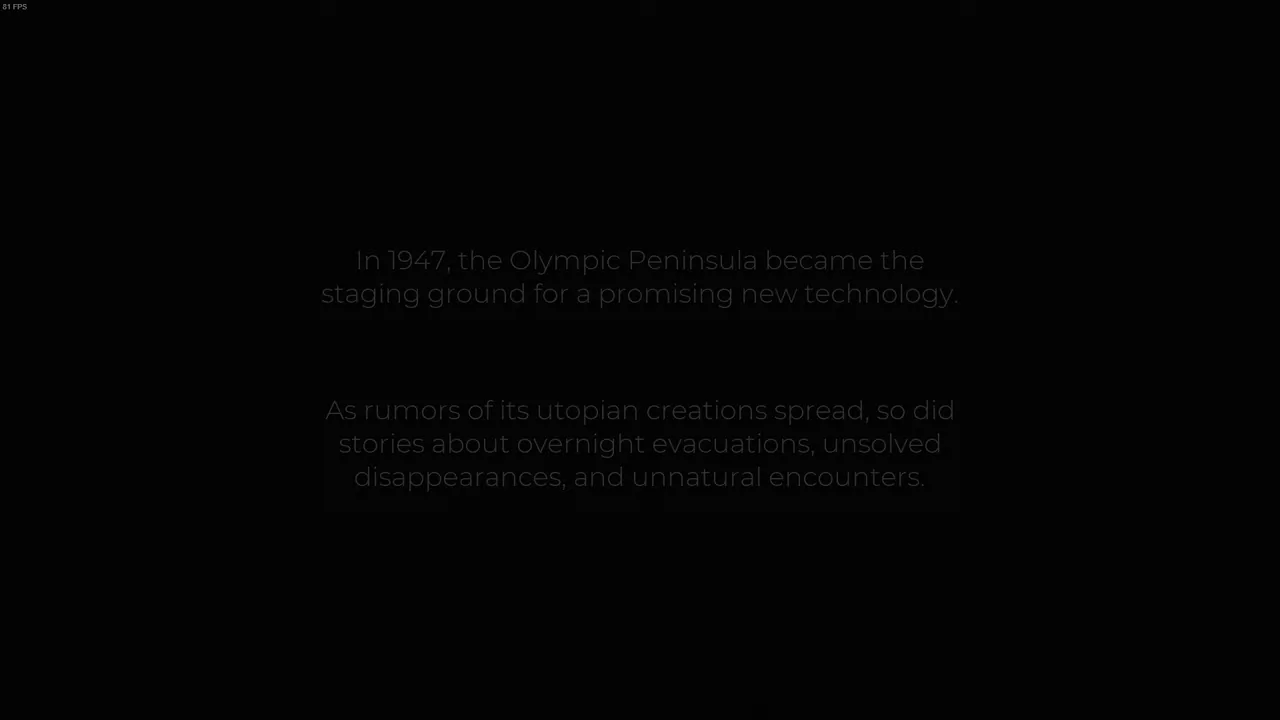 81 FPS
In 1947, the Olympic Peninsula became the
staging ground for a promising new technology.
As rumors of its utopian creations spread, so did
stories about overnight evacuations, unsolved
disappearances, and unnatural encounters.